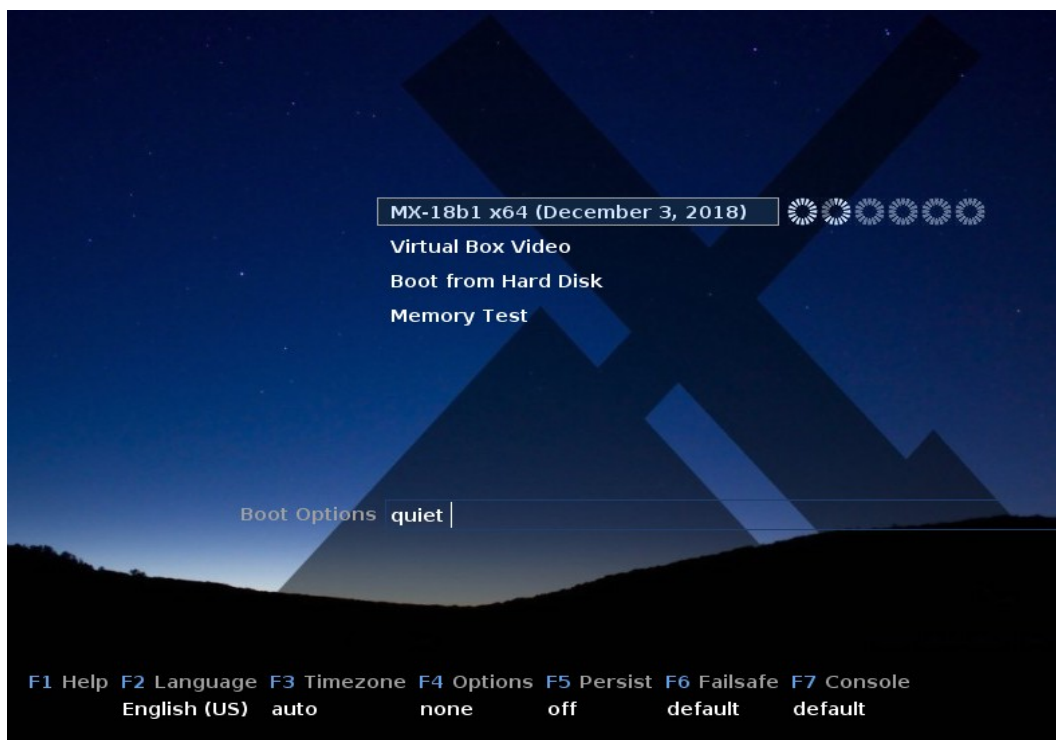 MX-18b1 x64 (December 3, 2018)
Virtual Box Video
Boot from Hard Disk
Memory Test
Boot Options quiet
F1 Help F2 Language F3 Timezone F4 Options F5 Persist F6 Failsafe F7 Console
English (US) auto none off default default